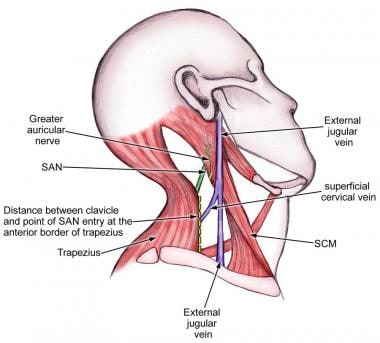 Greater
auricular
nerve
SAN
Distance between clavicle
and point of SAN entry at the
anterior border of trapezius
Trapezius
External
jugular
vein
superficial
cervical vein
SCM
External
jugular
vein